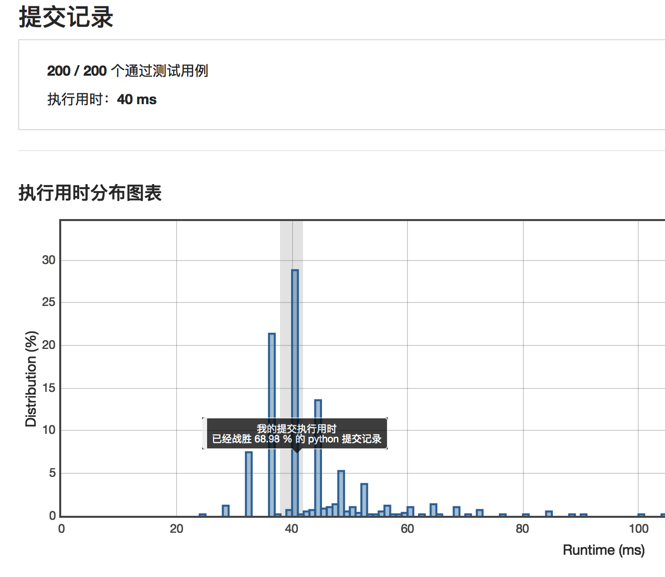 提交记录
200 / 200 个通过测试用例
执行用时：40 ms
执行用时分布图表
30
25
20
15
10
5
0
Distribution (%)
我的提交执行用时
已经战胜 68.98 % 的 python 提交记录
0 20 40 60 80 100
Runtime (ms)